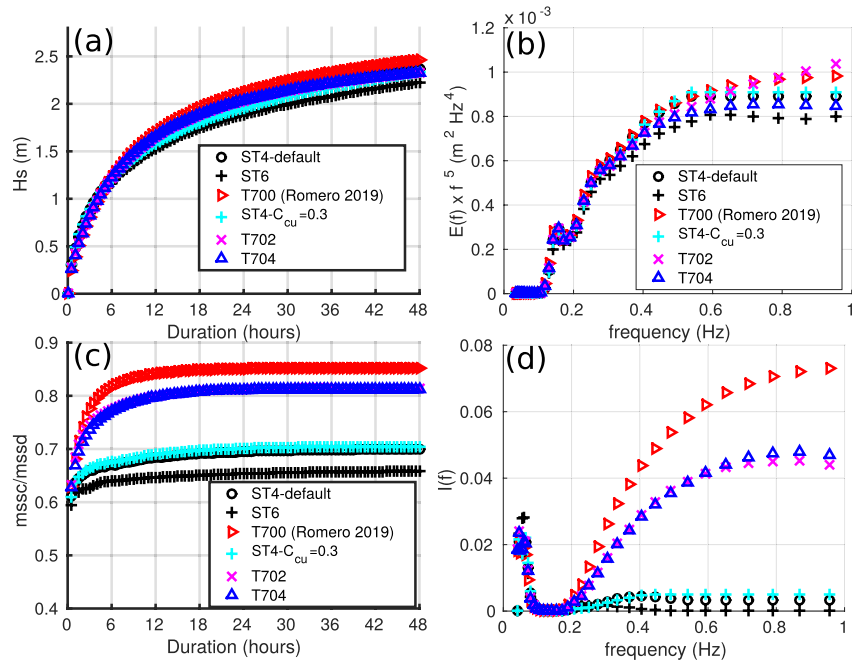 (a)
Hs (m)
2.5
2
1.5
1
0.5
0
0 6 12 18 24 30 36 42 48
Duration (hours)
ST4-default
ST6
T700 (Romero 2019)
ST4-C_cu=0.3
T702
T704
(b)
× 10^-3
E(f) x f^5 (m^2 Hz^4)
1.2
1
0.8
0.6
0.4
0.2
0
0 0.2 0.4 0.6 0.8 1
frequency (Hz)
ST4-default
ST6
T700 (Romero 2019)
ST4-C_cu=0.3
T702
T704
(c)
mssc/mssd
0.9
0.8
0.7
0.6
0.5
0.4
0 6 12 18 24 30 36 42 48
Duration (hours)
ST4-default
ST6
T700 (Romero 2019)
ST4-C_cu=0.3
T702
T704
(d)
I(f)
0.08
0.06
0.04
0.02
0
0 0.2 0.4 0.6 0.8 1
frequency (Hz)